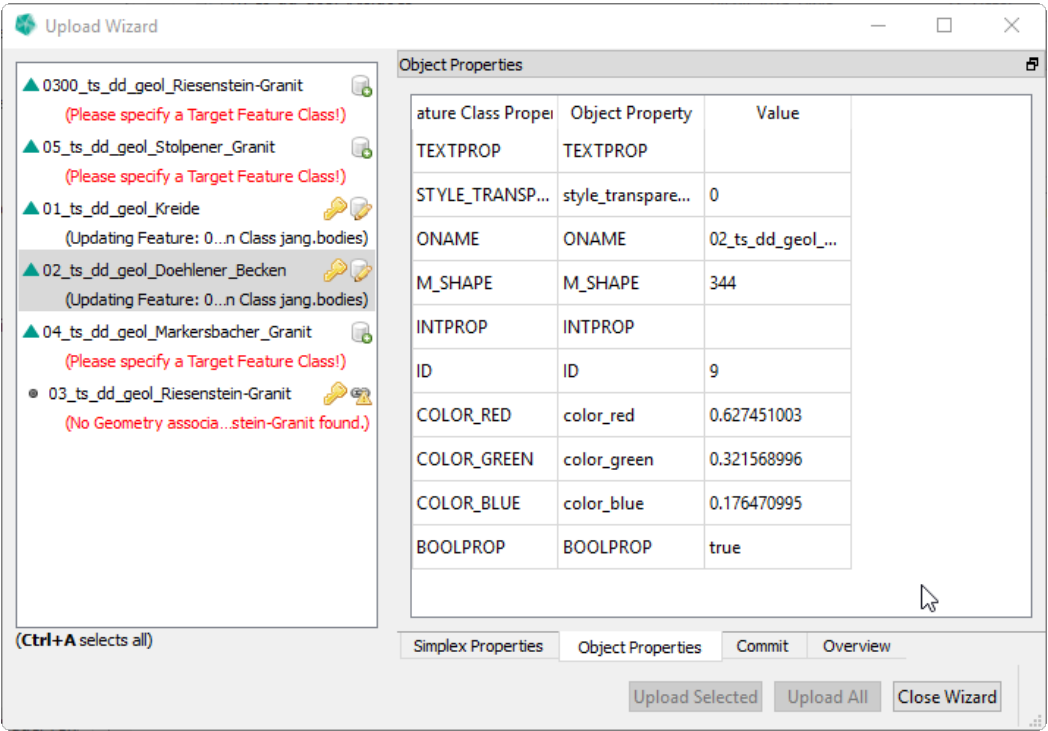 Upload Wizard
Object Properties
0300_ts_dd_geol_Riesenstein-Granit
(Please specify a Target Feature Class!)
05_ts_dd_geol_Stolpener_Granit
(Please specify a Target Feature Class!)
01_ts_dd_geol_Kreide
(Updating Feature: 0...n Class jang.bodies)
02_ts_dd_geol_Doehlener_Becken
(Updating Feature: 0...n Class jang.bodies)
04_ts_dd_geol_Markersbacher_Granit
(Please specify a Target Feature Class!)
03_ts_dd_geol_Riesenstein-Granit
(No Geometry associa...stein-Granit found.)
(Ctrl+A selects all)
ature Class Proper Object Property Value
TEXTPROP TEXTPROP
STYLE_TRANSP... style_transpare... 0
ONAME ONAME 02_ts_dd_geol_...
M_SHAPE M_SHAPE 344
INTPROP INTPROP
ID ID 9
COLOR_RED color_red 0.627451003
COLOR_GREEN color_green 0.321568996
COLOR_BLUE color_blue 0.176470995
BOOLPROP BOOLPROP true
Simplex Properties Object Properties Commit Overview
Upload Selected Upload All Close Wizard